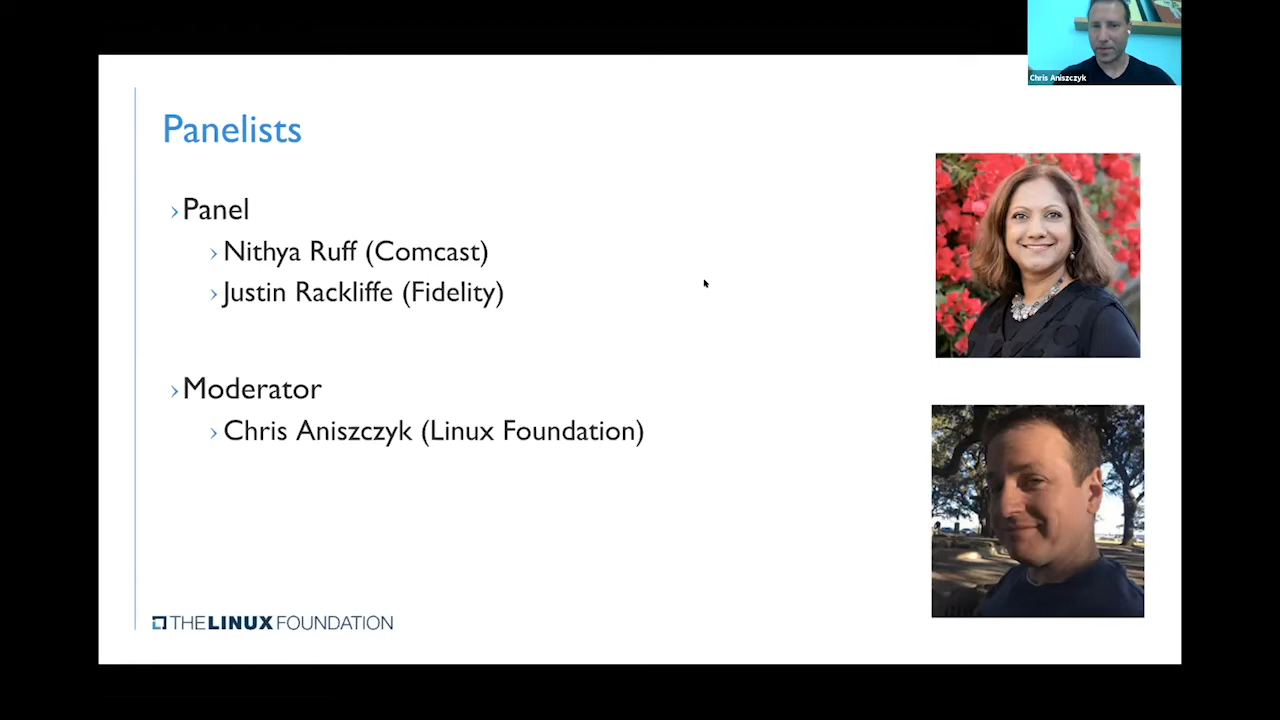 Chris Aniszczyk
Panelists
Panel
Nithya Ruff (Comcast)
Justin Rackliffe (Fidelity)
Moderator
Chris Aniszczyk (Linux Foundation)
THE LINUX FOUNDATION